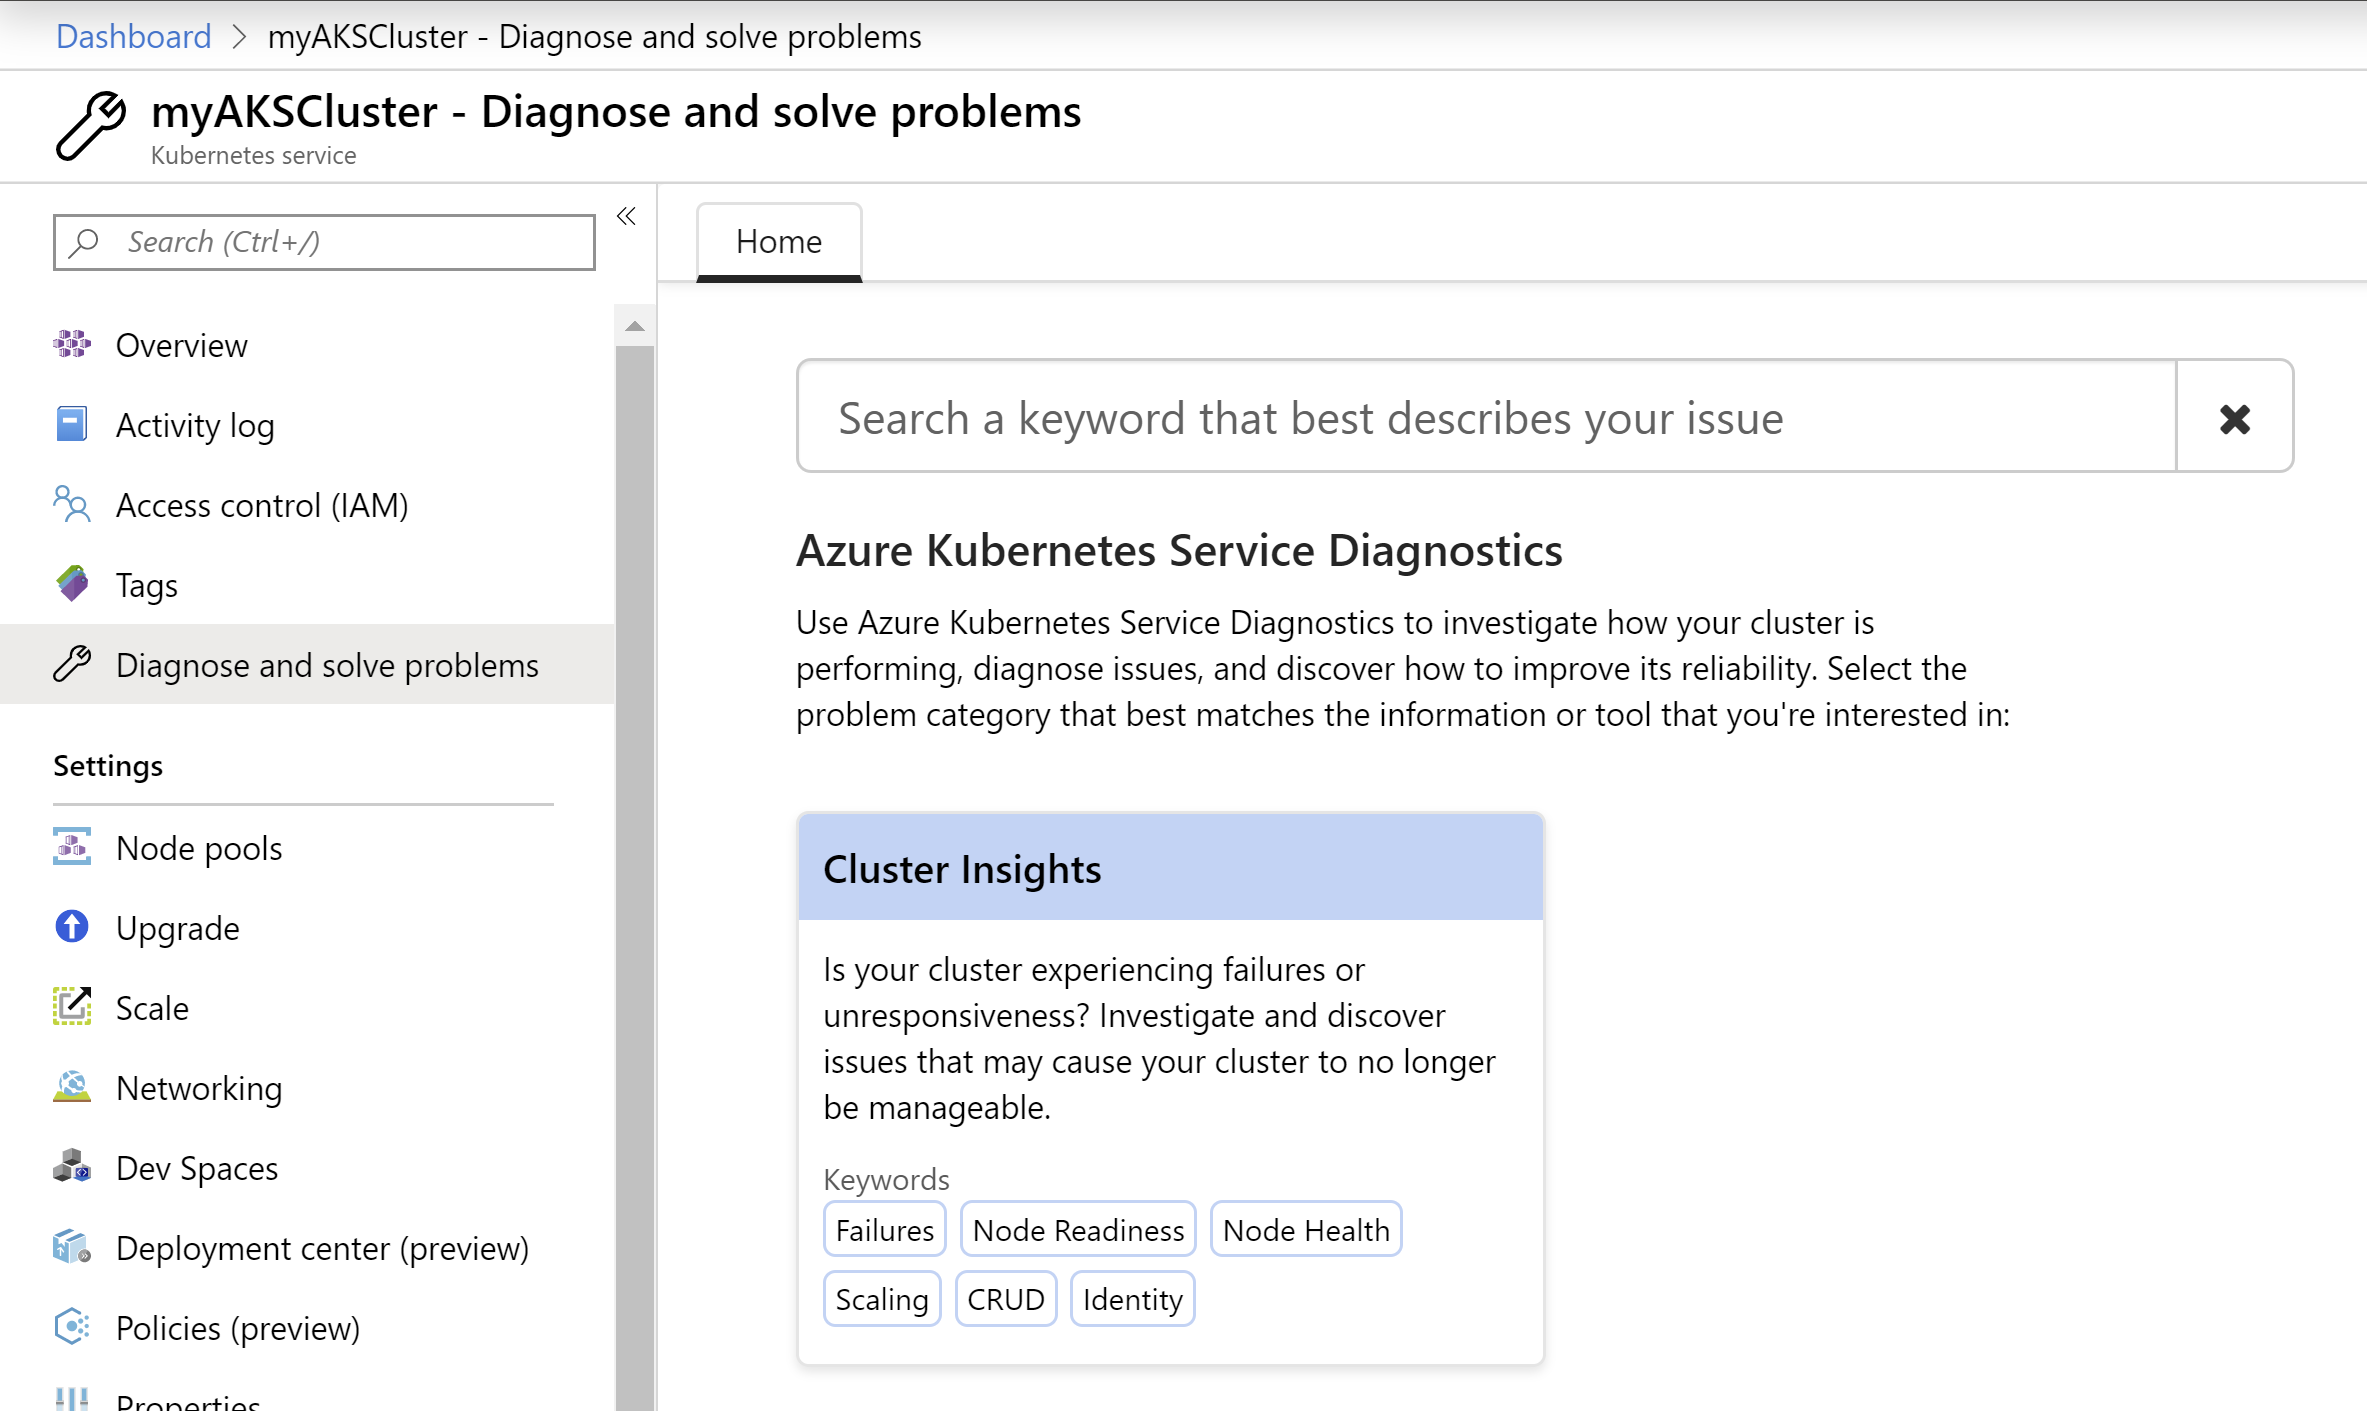 Dashboard > myAKSCluster - Diagnose and solve problems
myAKSCluster - Diagnose and solve problems
Kubernetes service
Search (Ctrl+/)
Overview
Activity log
Access control (IAM)
Tags
Diagnose and solve problems
Settings
Node pools
Upgrade
Scale
Networking
Dev Spaces
Deployment center (preview)
Policies (preview)
Properties
Home
Search a keyword that best describes your issue
Azure Kubernetes Service Diagnostics
Use Azure Kubernetes Service Diagnostics to investigate how your cluster is
performing, diagnose issues, and discover how to improve its reliability. Select the
problem category that best matches the information or tool that you're interested in:
Cluster Insights
Is your cluster experiencing failures or
unresponsiveness? Investigate and discover
issues that may cause your cluster to no longer
be manageable.
Keywords
Failures Node Readiness Node Health
Scaling CRUD Identity